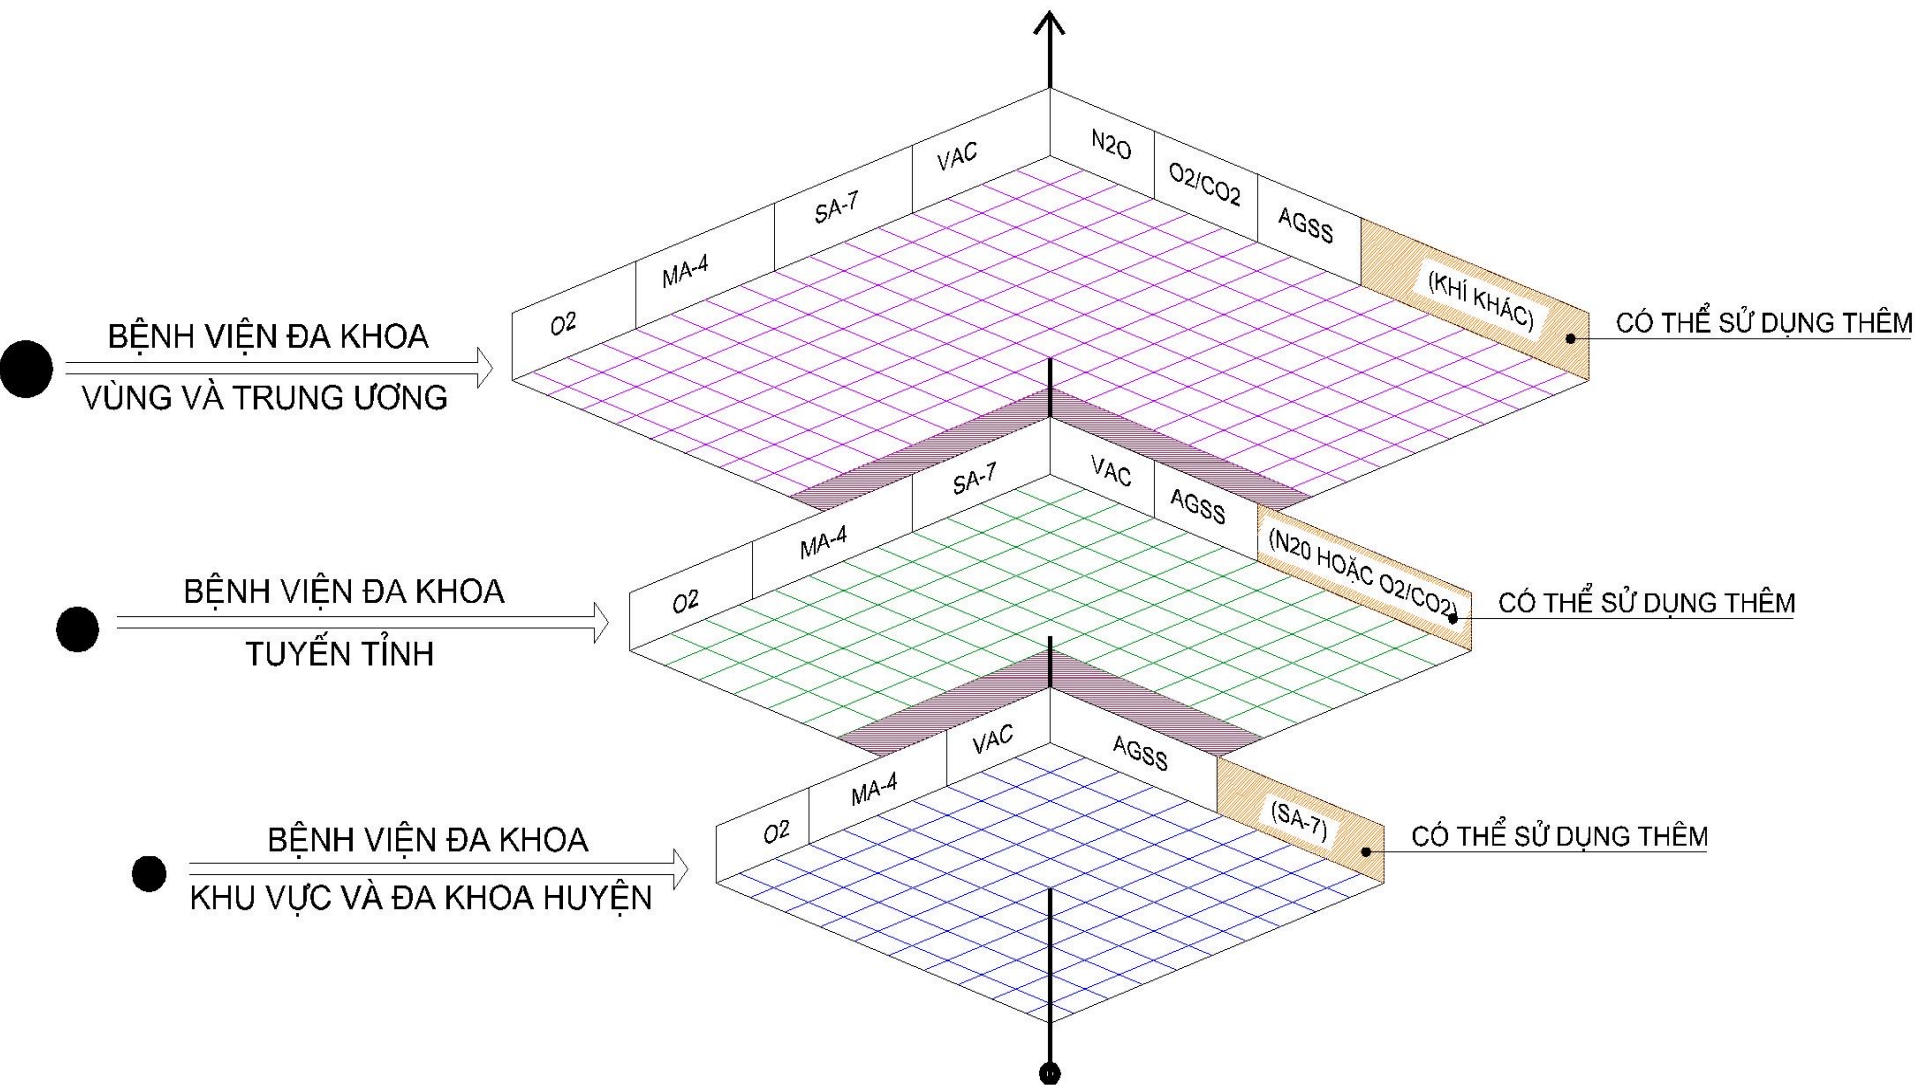 VAC
N2O
SA-7
O2/CO2
MA-4
AGSS
O2
(KHÍ KHÁC)
CÓ THỂ SỬ DỤNG THÊM
BỆNH VIỆN ĐA KHOA
VÙNG VÀ TRUNG ƯƠNG
SA-7
VAC
MA-4
AGSS
O2
(N20 HOẶC O2/CO2)
CÓ THỂ SỬ DỤNG THÊM
BỆNH VIỆN ĐA KHOA
TUYẾN TỈNH
VAC
AGSS
MA-4
O2
(SA-7)
CÓ THỂ SỬ DỤNG THÊM
BỆNH VIỆN ĐA KHOA
KHU VỰC VÀ ĐA KHOA HUYỆN